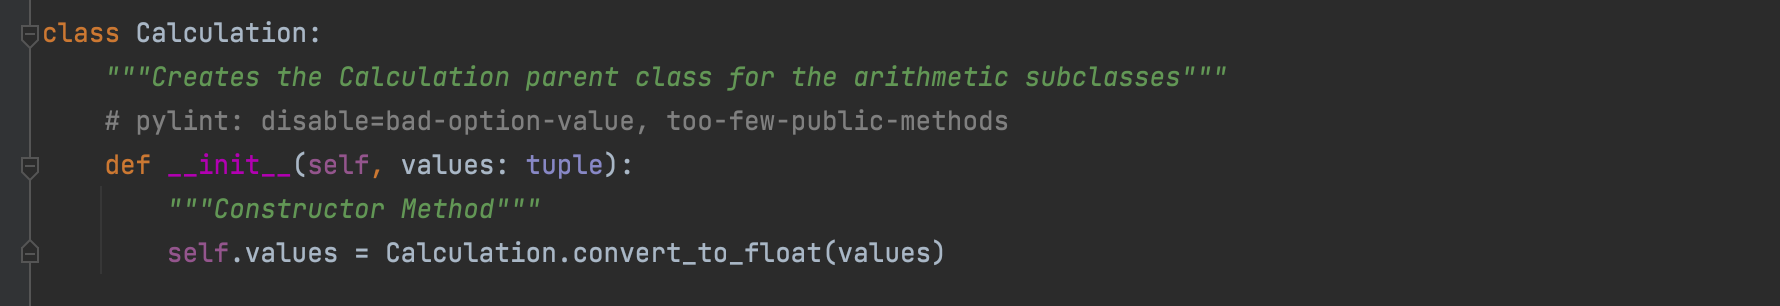 class Calculation:
    """Creates the Calculation parent class for the arithmetic subclasses"""
    # pylint: disable=bad-option-value, too-few-public-methods
    def __init__(self, values: tuple):
        """Constructor Method"""
        self.values = Calculation.convert_to_float(values)